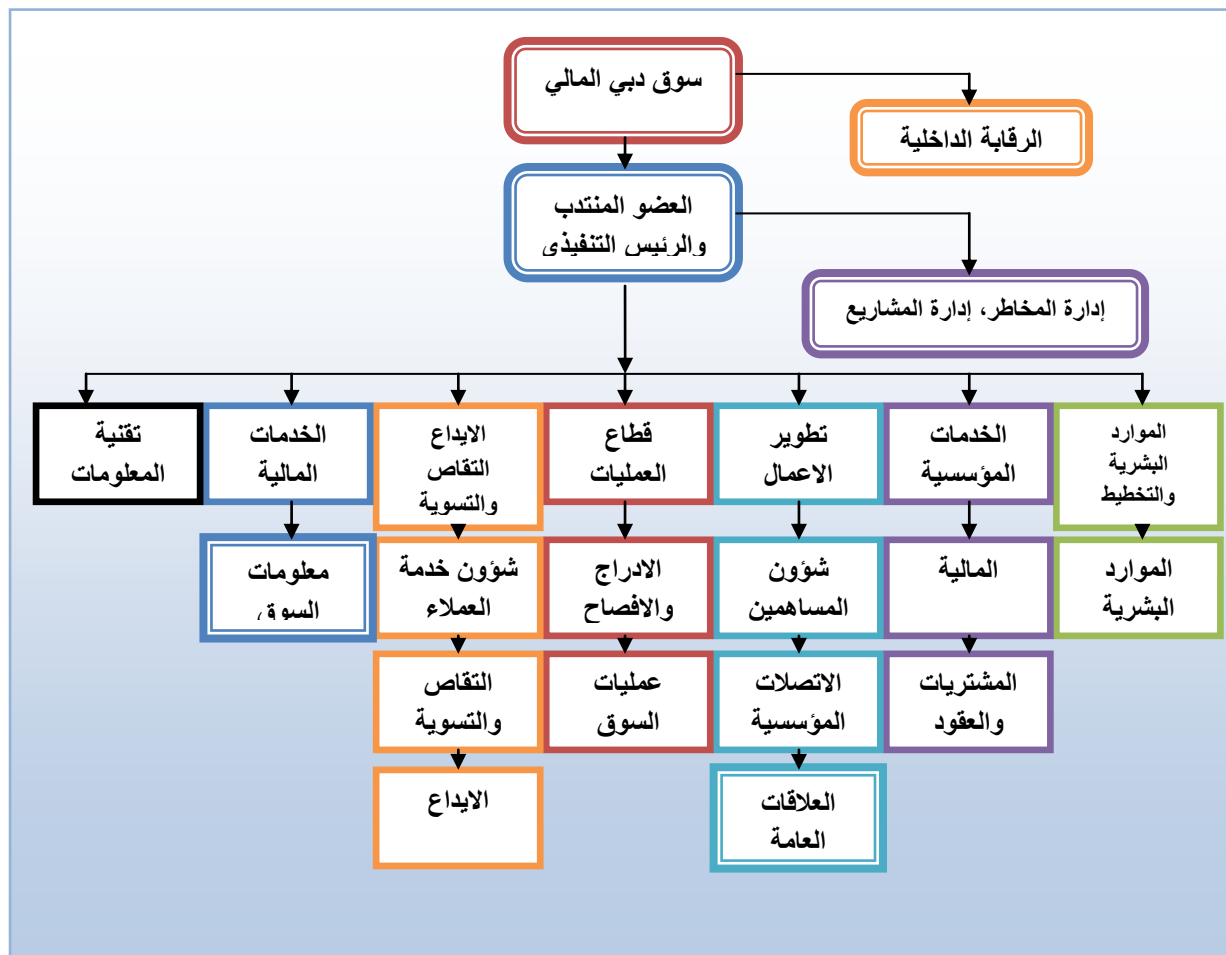 سوق دبي المالي
الرقابة الداخلية
العضو المنتدب
والرئيس التنفيذي
إدارة المخاطر، إدارة المشاريع
الموارد
البشرية
والتخطيط
الخدمات
المؤسسية
تطوير
الاعمال
قطاع
العمليات
الايداع
التقاص
والتسوية
الخدمات
المالية
تقنية
المعلومات
الموارد
البشرية
المالية
شؤون
المساهمين
الادراج
والافصاح
شؤون خدمة
العملاء
معلومات
السوق
المشتريات
والعقود
الاتصلات
المؤسسية
عمليات
السوق
التقاص
والتسوية
العلاقات
العامة
الايداع